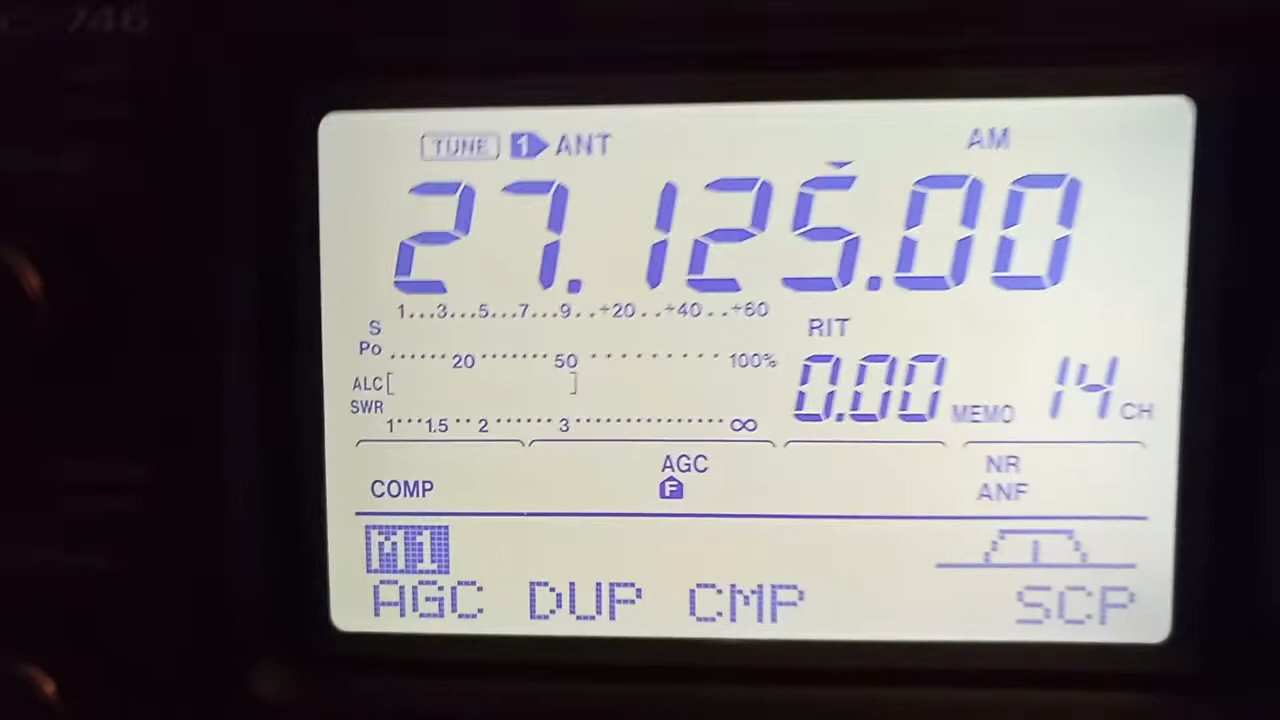 C-746
TUNE 1 ANT AM
27.125.00
1...3...5...7...9..+20..+40..+60
S
RIT
Po ······20·······50··········100%
0.00 MEMO 14 CH
ALC[ ]
SWR
1···1.5··2······3···············∞
AGC NR
COMP F ANF
M1
AGC DUP CMP SCP